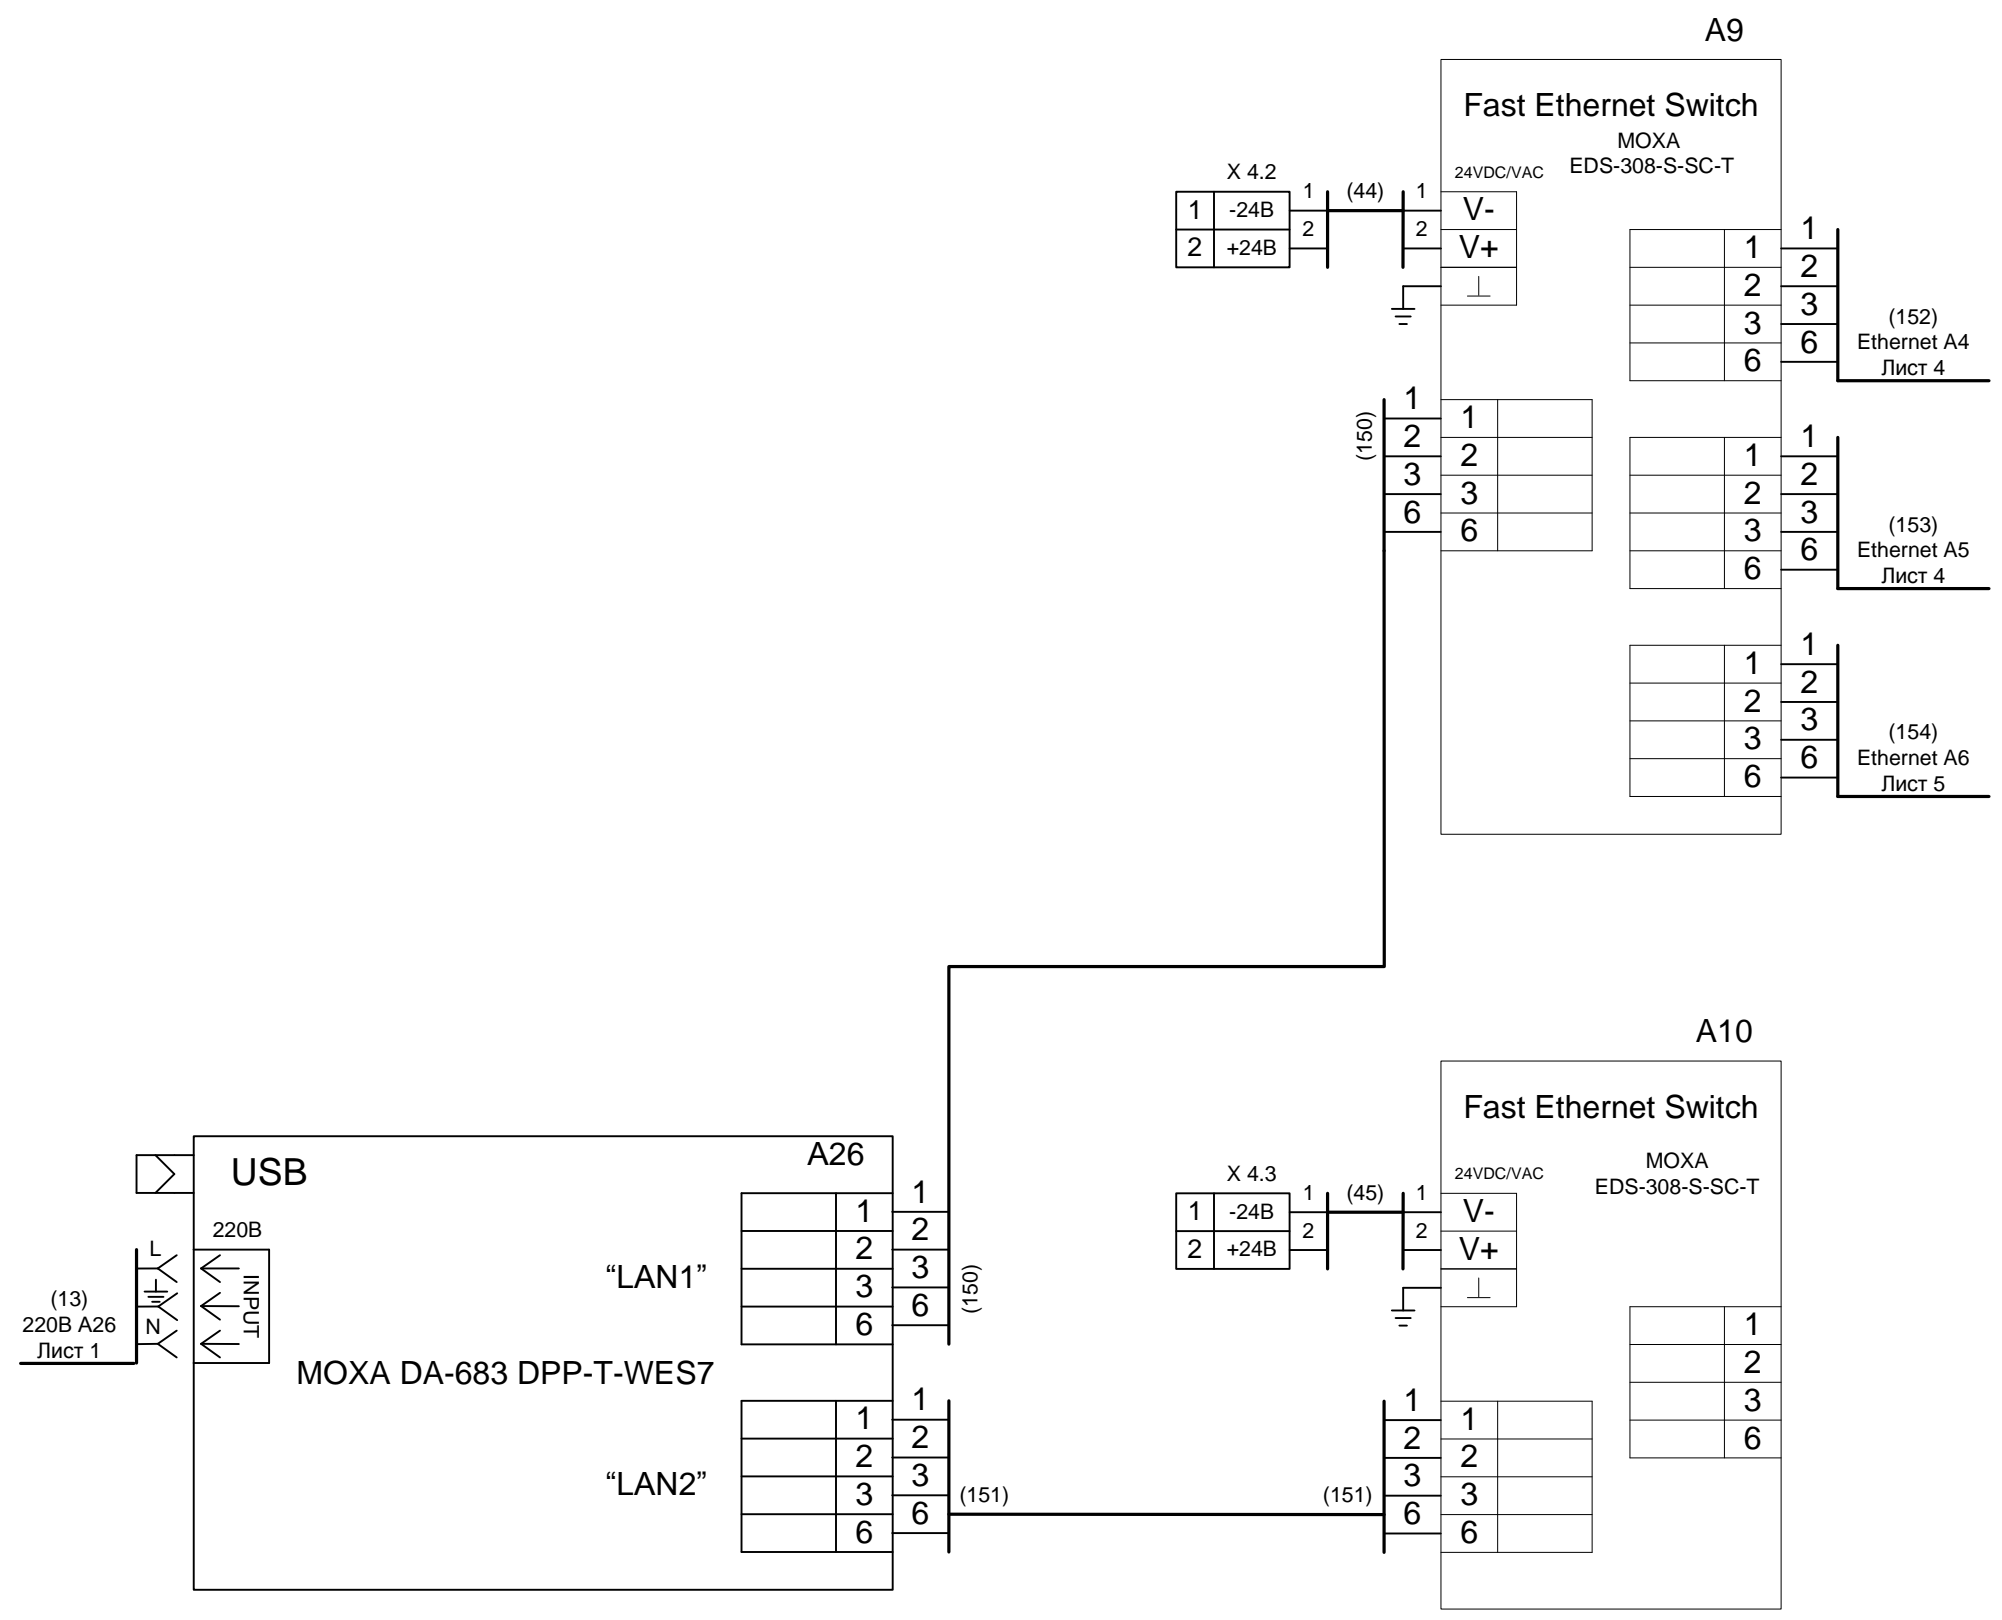 A9
Fast Ethernet Switch
MOXA
EDS-308-S-SC-T
24VDC/VAC
X 4.2
1 -24В 1 (44) 1 V-
2 +24В 2 2 V+
1 1
2 2
3 3
6 6
(152)
Ethernet A4
Лист 4
(150)
1 1
2 2
3 3
6 6
1 1
2 2
3 3
6 6
(153)
Ethernet A5
Лист 4
1 1
2 2
3 3
6 6
(154)
Ethernet A6
Лист 5
A10
Fast Ethernet Switch
MOXA
EDS-308-S-SC-T
24VDC/VAC
X 4.3
1 -24В 1 (45) 1 V-
2 +24В 2 2 V+
1
2
3
6
1 1
2 2
3 3
6 6
(151)
A26
USB
220В
L
N
INPUT
(13)
220В A26
Лист 1
“LAN1”
1 1
2 2
3 3
6 6
(150)
MOXA DA-683 DPP-T-WES7
“LAN2”
1 1
2 2
3 3
6 6
(151)